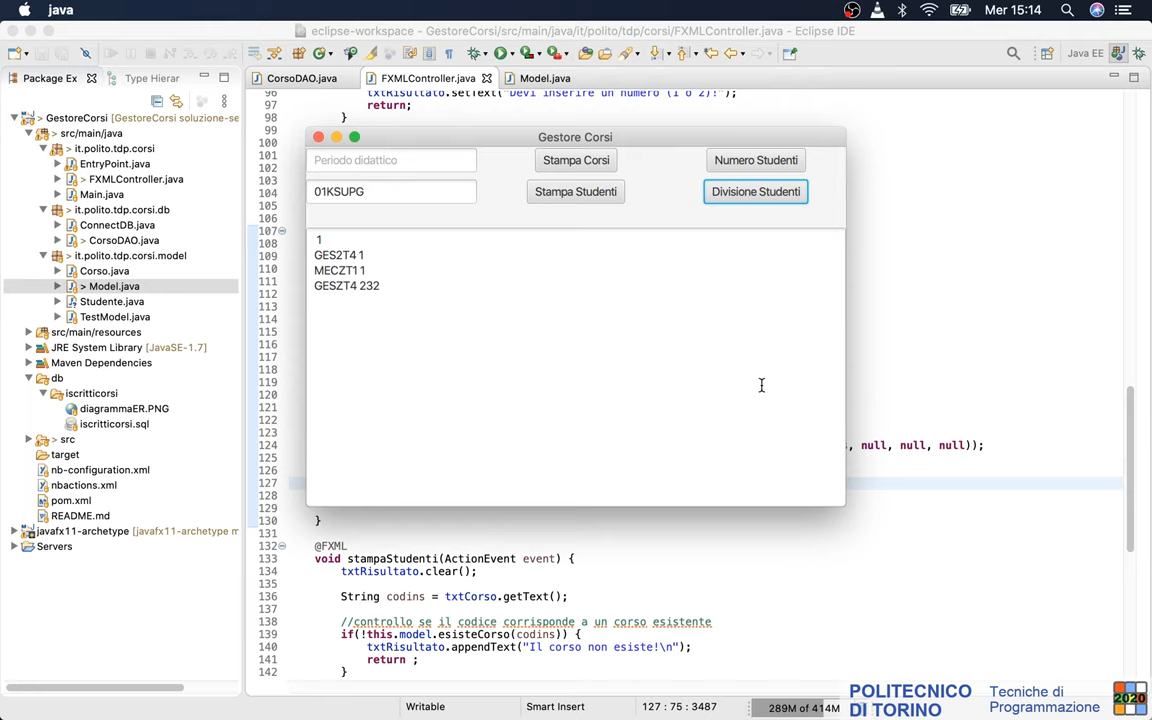 java
Mer 15:14
eclipse-workspace - GestoreCorsi/src/main/java/it/polito/tdp/corsi/FXMLController.java - Eclipse IDE
Java EE
Package Ex
Type Hierar
CorsoDAO.java
FXMLController.java
Model.java
> GestoreCorsi [GestoreCorsi soluzione-se
> src/main/java
it.polito.tdp.corsi
EntryPoint.java
> FXMLController.java
Main.java
it.polito.tdp.corsi.db
ConnectDB.java
> CorsoDAO.java
it.polito.tdp.corsi.model
Corso.java
> Model.java
Studente.java
TestModel.java
src/main/resources
JRE System Library [JavaSE-1.7]
Maven Dependencies
db
iscritticorsi
diagrammaER.PNG
iscritticorsi.sql
> src
target
nb-configuration.xml
nbactions.xml
pom.xml
README.md
javafx11-archetype [javafx11-archetype m
Servers
96 txtRisultato.setText("Devi inserire un numero (1 o 2)!");
97 return;
98 }
99
100
101
102
103
104
105
106
107
108
109
110
111
112
113
114
115
116
117
118
119
120
121
122
123
124 , null, null, null));
125
126
127
128
129
130 }
131
132 @FXML
133 void stampaStudenti(ActionEvent event) {
134 txtRisultato.clear();
135
136 String codins = txtCorso.getText();
137
138 //controllo se il codice corrisponde a un corso esistente
139 if(!this.model.esisteCorso(codins)) {
140 txtRisultato.appendText("Il corso non esiste!\n");
141 return ;
142 }
Gestore Corsi
Periodo didattico
Stampa Corsi
Numero Studenti
01KSUPG
Stampa Studenti
Divisione Studenti
1
GES2T4 1
MECZT1 1
GESZT4 232
Writable
Smart Insert
127 : 75 : 3487
289M of 414M
POLITECNICO
DI TORINO
Tecniche di
Programmazione
2020